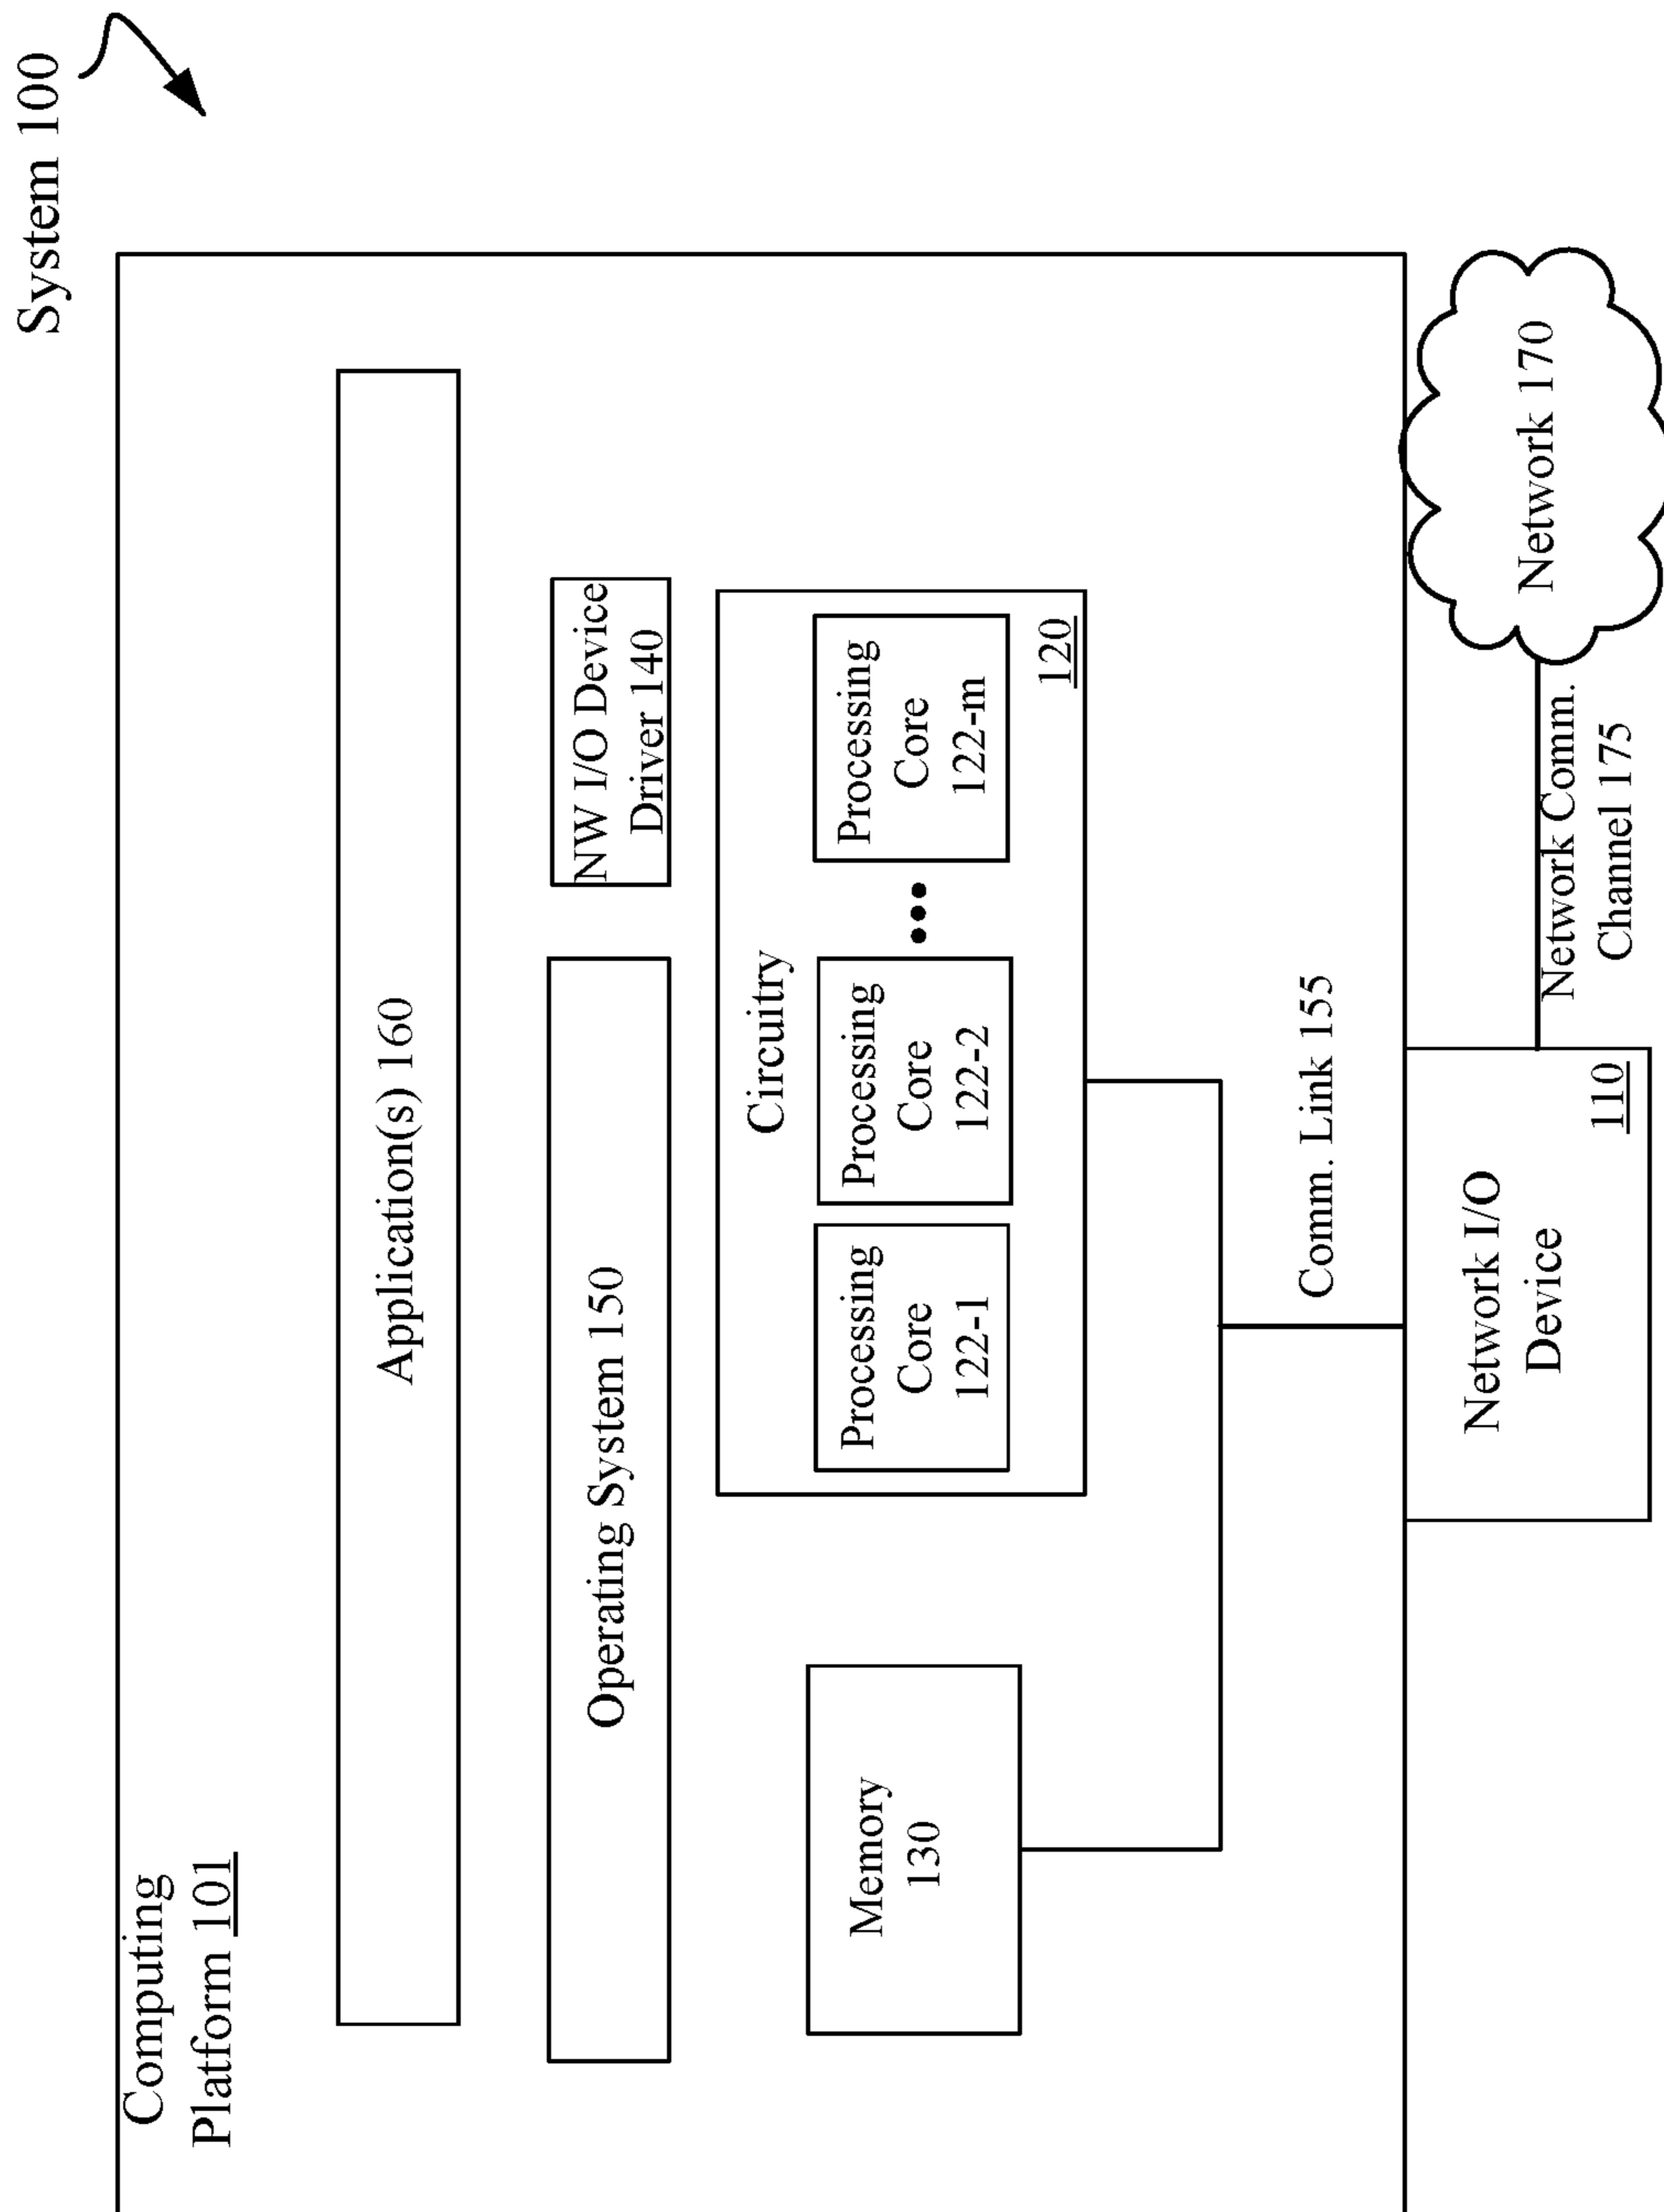 System 100
Computing
Platform 101
Application(s) 160
Operating System 150
NW I/O Device
Driver 140
Memory
130
Circuitry
Processing
Core
122-1
Processing
Core
122-2
Processing
Core
122-m
120
Comm. Link 155
Network I/O
Device
110
Network Comm.
Channel 175
Network 170